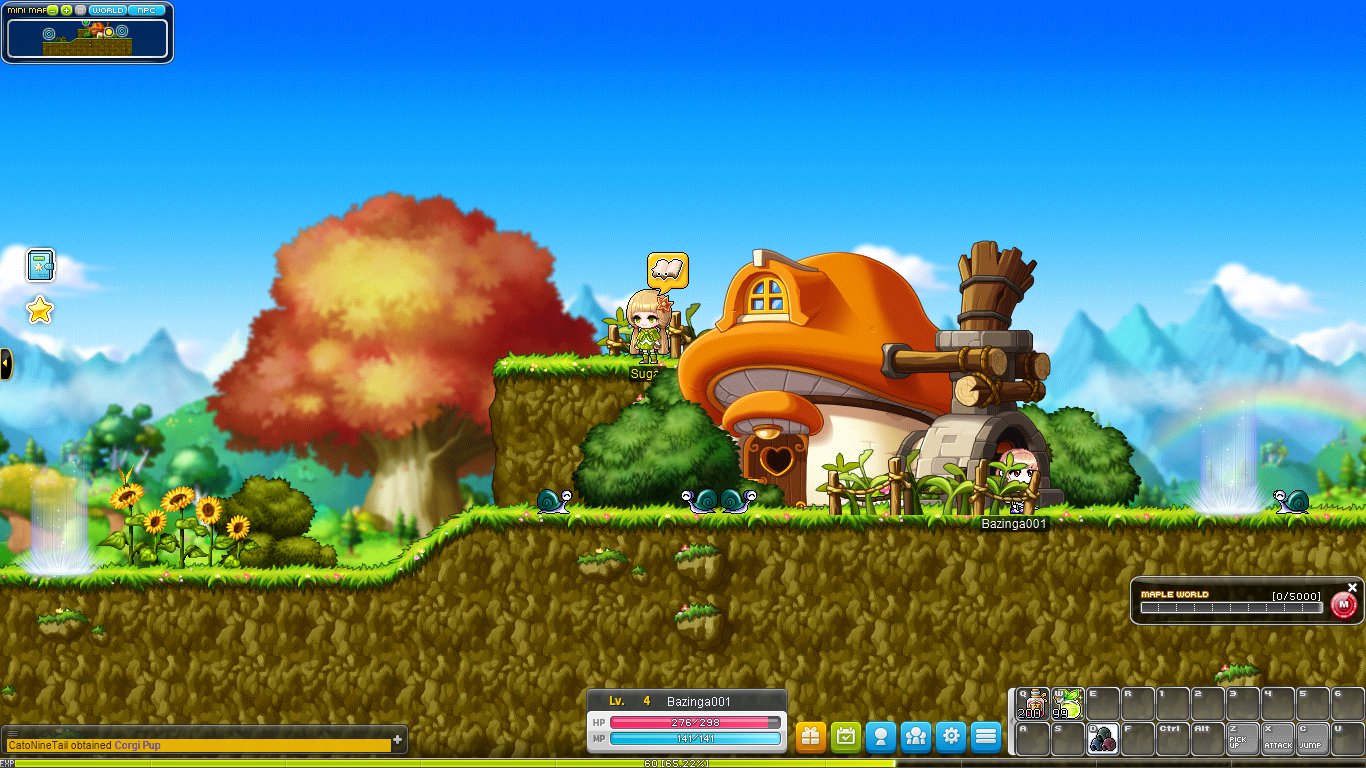 MINI MAP WORLD NPC
Suga
Bazinga001
MAPLE WORLD [0/5000]
M
Lv. 4 Bazinga001
HP 276/298
MP 141/141
CatoNineTail obtained Corgi Pup
EXP 60 [65.22%]
Q W E R 1 2 3 4 5 6
200 99
A S D F Ctrl Alt Z X C U
PICK UP ATTACK JUMP